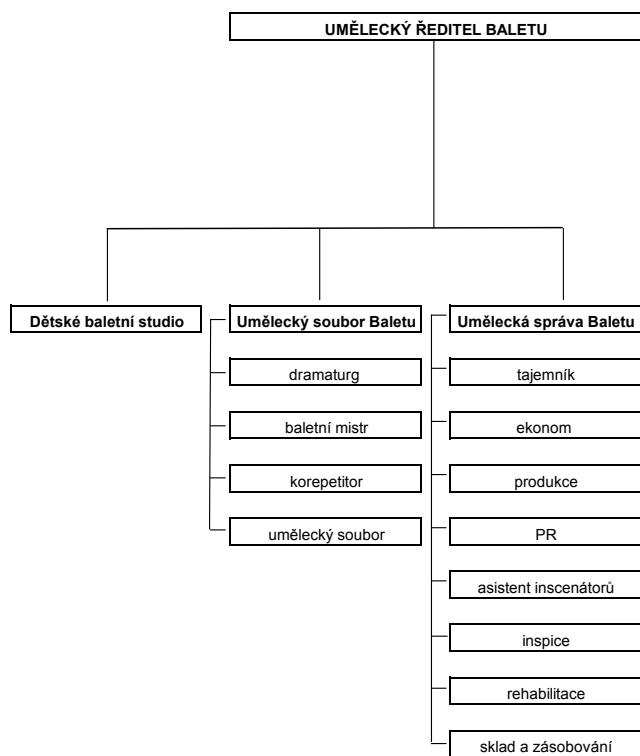 UMĚLECKÝ ŘEDITEL BALETU
Dětské baletní studio
Umělecký soubor Baletu
Umělecká správa Baletu
dramaturg
tajemník
baletní mistr
ekonom
korepetitor
produkce
umělecký soubor
PR
asistent inscenátorů
inspice
rehabilitace
sklad a zásobování